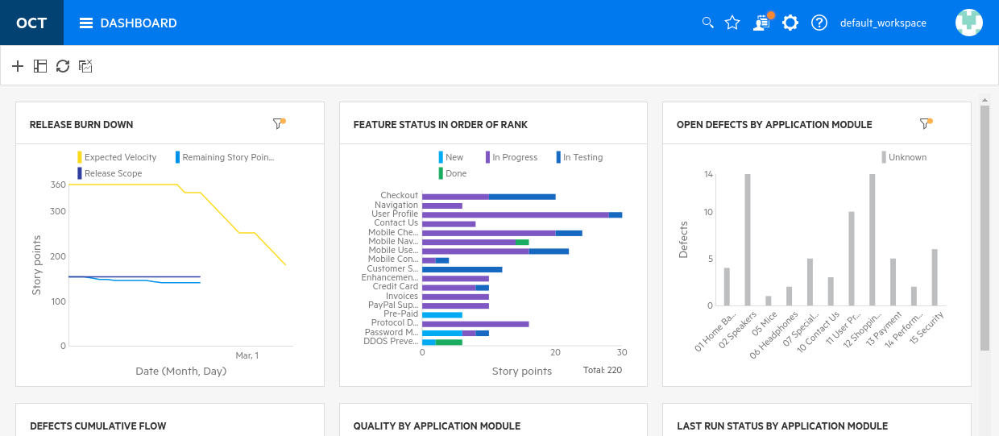 OCT DASHBOARD default_workspace
RELEASE BURN DOWN
Expected Velocity Remaining Story Poin...
Release Scope
360
300
200
100
0
Story points
Mar, 1
Date (Month, Day)
FEATURE STATUS IN ORDER OF RANK
New In Progress In Testing
Done
Checkout
Navigation
User Profile
Contact Us
Mobile Che...
Mobile Nav...
Mobile Use...
Mobile Con...
Customer S...
Enhancemen...
Credit Card
Invoices
PayPal Sup...
Pre-Paid
Protocol D...
Password M...
DDOS Preve...
0 20 30
Story points Total: 220
OPEN DEFECTS BY APPLICATION MODULE
Unknown
14
10
5
0
Defects
01 Home Ba...
02 Speakers
05 Mice
06 Headphones
07 Special...
10 Contact Us
11 User Pr...
12 Shoppin...
13 Payment
14 Perform...
15 Security
DEFECTS CUMULATIVE FLOW
QUALITY BY APPLICATION MODULE
LAST RUN STATUS BY APPLICATION MODULE